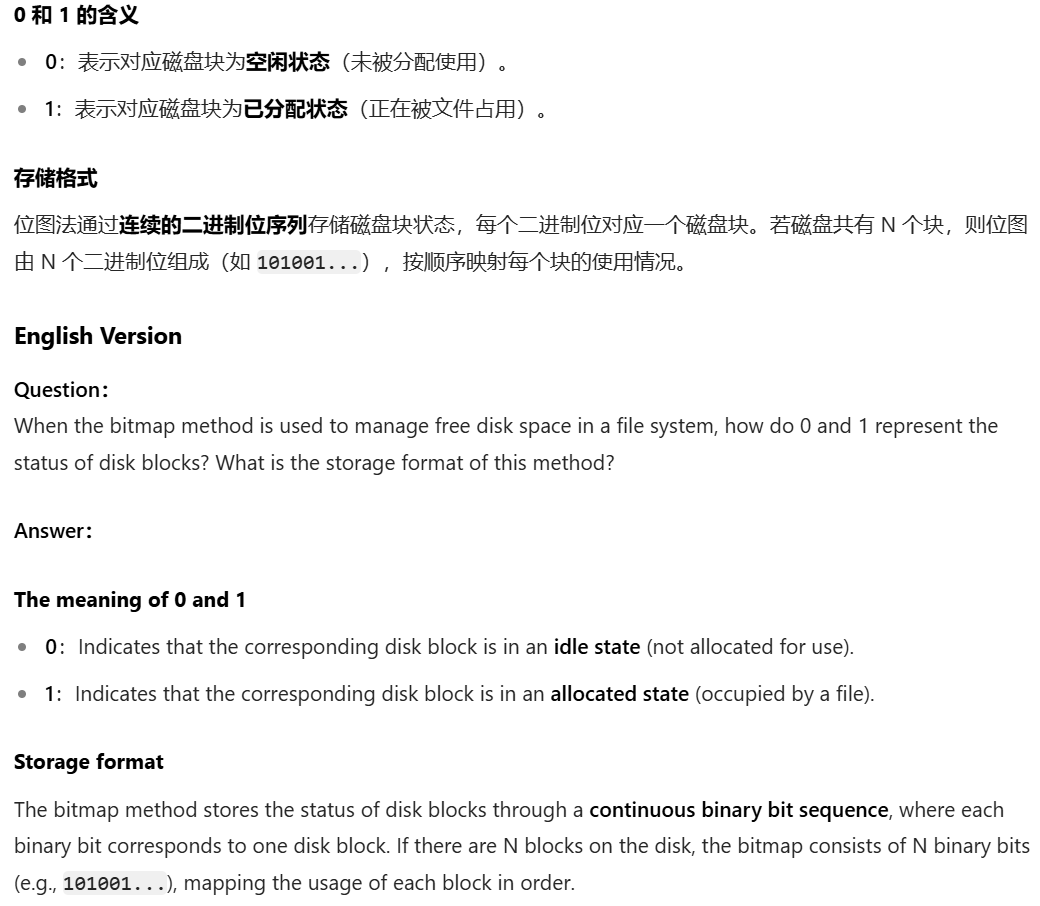 0 和 1 的含义
0：表示对应磁盘块为空闲状态（未被分配使用）。
1：表示对应磁盘块为已分配状态（正在被文件占用）。
存储格式
位图法通过连续的二进制位序列存储磁盘块状态，每个二进制位对应一个磁盘块。若磁盘共有 N 个块，则位图
由 N 个二进制位组成（如 101001...），按顺序映射每个块的使用情况。
English Version
Question：
When the bitmap method is used to manage free disk space in a file system, how do 0 and 1 represent the
status of disk blocks? What is the storage format of this method?
Answer：
The meaning of 0 and 1
0：Indicates that the corresponding disk block is in an idle state (not allocated for use).
1：Indicates that the corresponding disk block is in an allocated state (occupied by a file).
Storage format
The bitmap method stores the status of disk blocks through a continuous binary bit sequence, where each
binary bit corresponds to one disk block. If there are N blocks on the disk, the bitmap consists of N binary bits
(e.g., 101001...), mapping the usage of each block in order.